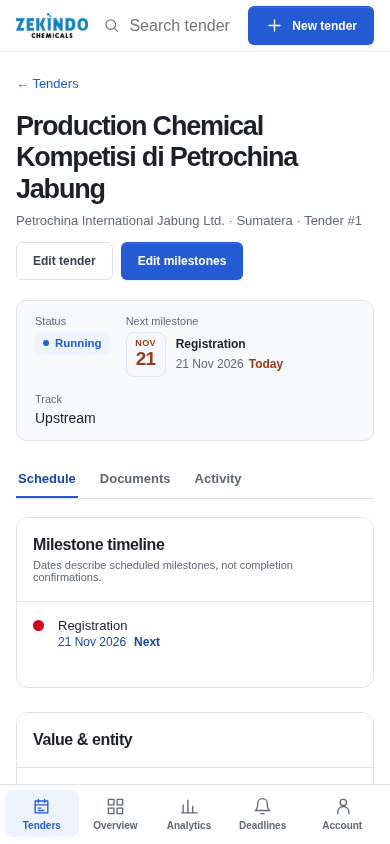 ZEKINDO
CHEMICALS
Search tender
New tender
← Tenders
Production Chemical
Kompetisi di Petrochina
Jabung
Petrochina International Jabung Ltd. · Sumatera · Tender #1
Edit tender
Edit milestones
Status
Running
Next milestone
NOV
21
Registration
21 Nov 2026 Today
Track
Upstream
Schedule
Documents
Activity
Milestone timeline
Dates describe scheduled milestones, not completion
confirmations.
Registration
21 Nov 2026 Next
Value & entity
Tenders
Overview
Analytics
Deadlines
Account